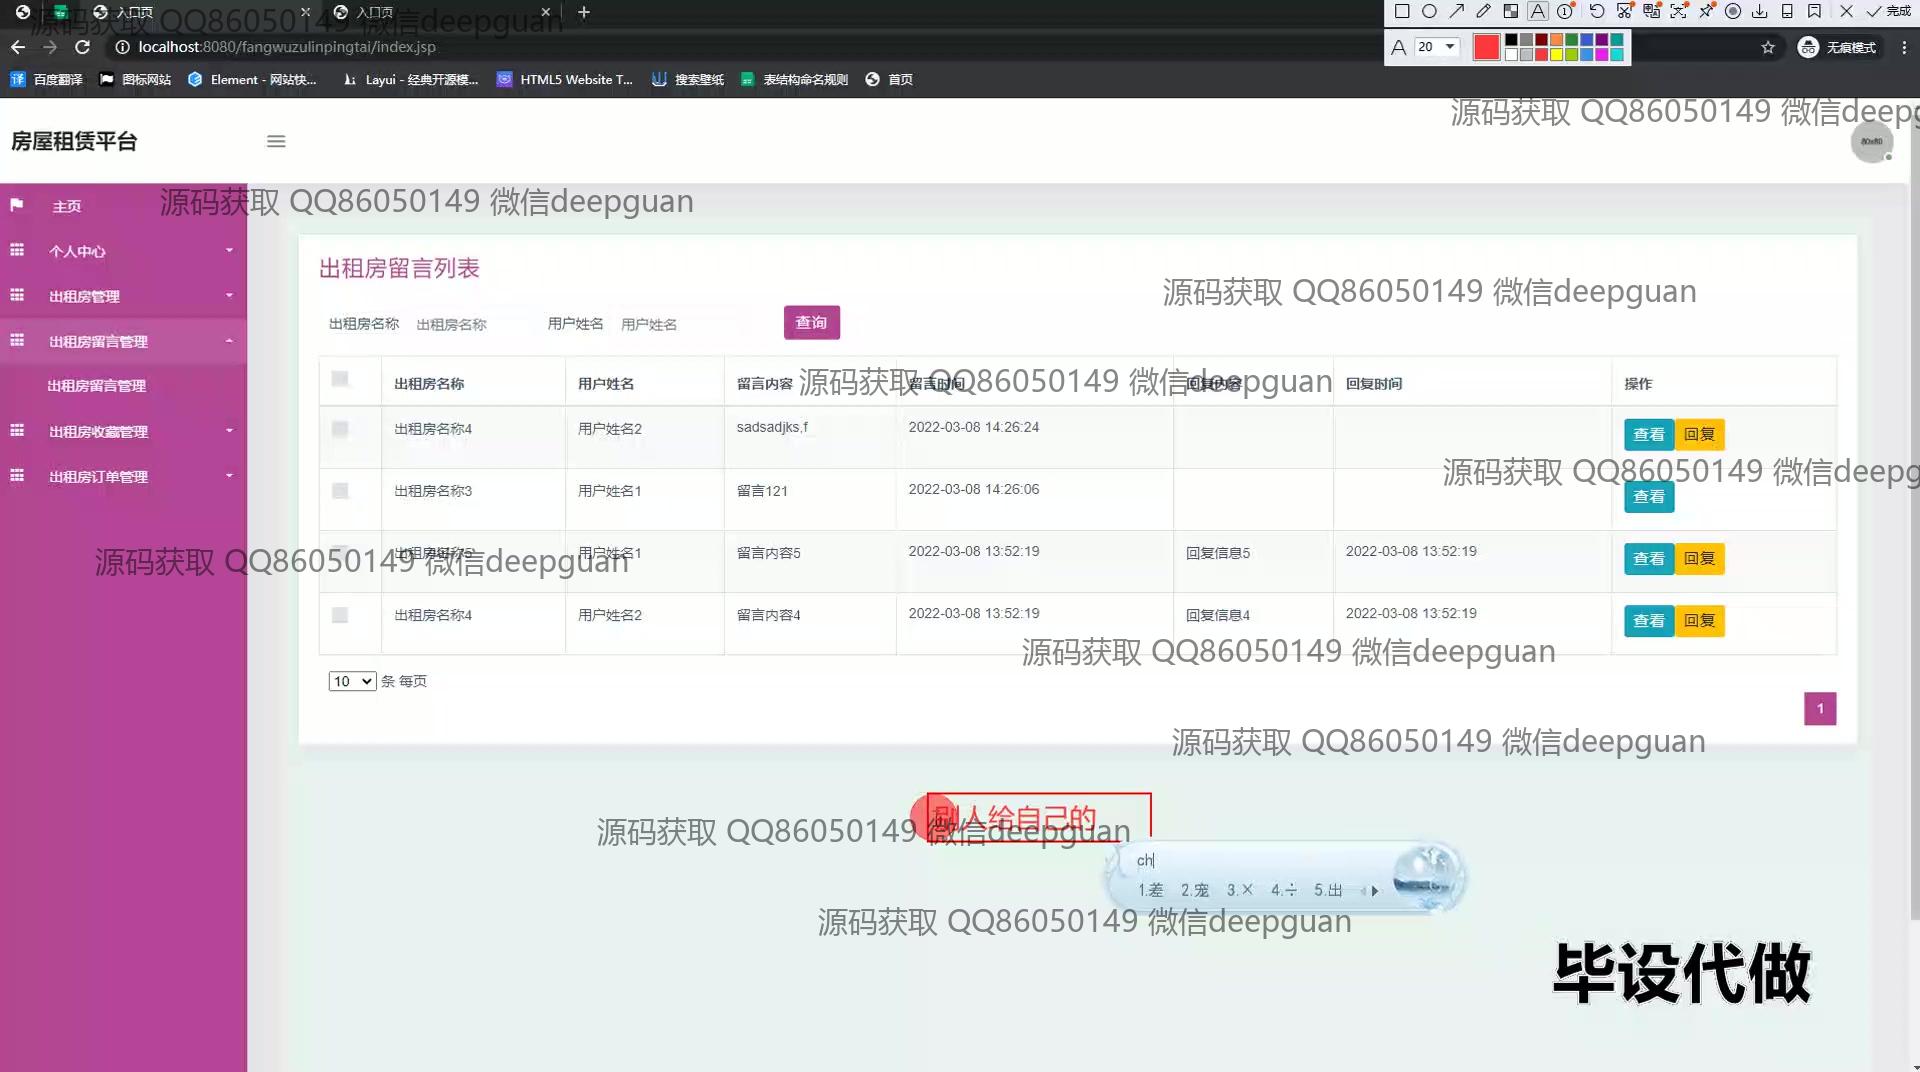 入口页
入口页
源码获取 QQ86050149 微信deepguan
20
完成
localhost:8080/fangwuzulinpingtai/index.jsp
无痕模式
百度翻译
图标网站
Element - 网站快...
Layui - 经典开源模...
HTML5 Website T...
搜索壁纸
表结构命名规则
首页
源码获取 QQ86050149 微信deepg
房屋租赁平台
80x80
源码获取 QQ86050149 微信deepguan
主页
个人中心
出租房管理
出租房留言管理
出租房留言管理
出租房收藏管理
出租房订单管理
出租房留言列表
源码获取 QQ86050149 微信deepguan
出租房名称 出租房名称 用户姓名 用户姓名 查询
出租房名称 用户姓名 留言内容 留言时间 回复内容 回复时间 操作
源码获取 QQ86050149 微信deepguan
出租房名称4 用户姓名2 sadsadjks,f 2022-03-08 14:26:24 查看 回复
源码获取 QQ86050149 微信deepg
出租房名称3 用户姓名1 留言121 2022-03-08 14:26:06 查看
出租房名称5 用户姓名1 留言内容5 2022-03-08 13:52:19 回复信息5 2022-03-08 13:52:19 查看 回复
源码获取 QQ86050149 微信deepguan
出租房名称4 用户姓名2 留言内容4 2022-03-08 13:52:19 回复信息4 2022-03-08 13:52:19 查看 回复
源码获取 QQ86050149 微信deepguan
10 条 每页
1
源码获取 QQ86050149 微信deepguan
别人给自己的
源码获取 QQ86050149 微信deepguan
ch
1.差 2.宠 3.× 4.÷ 5.出
源码获取 QQ86050149 微信deepguan
毕设代做